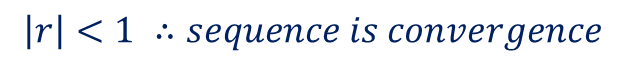 |r| < 1 ∴ sequence is convergence